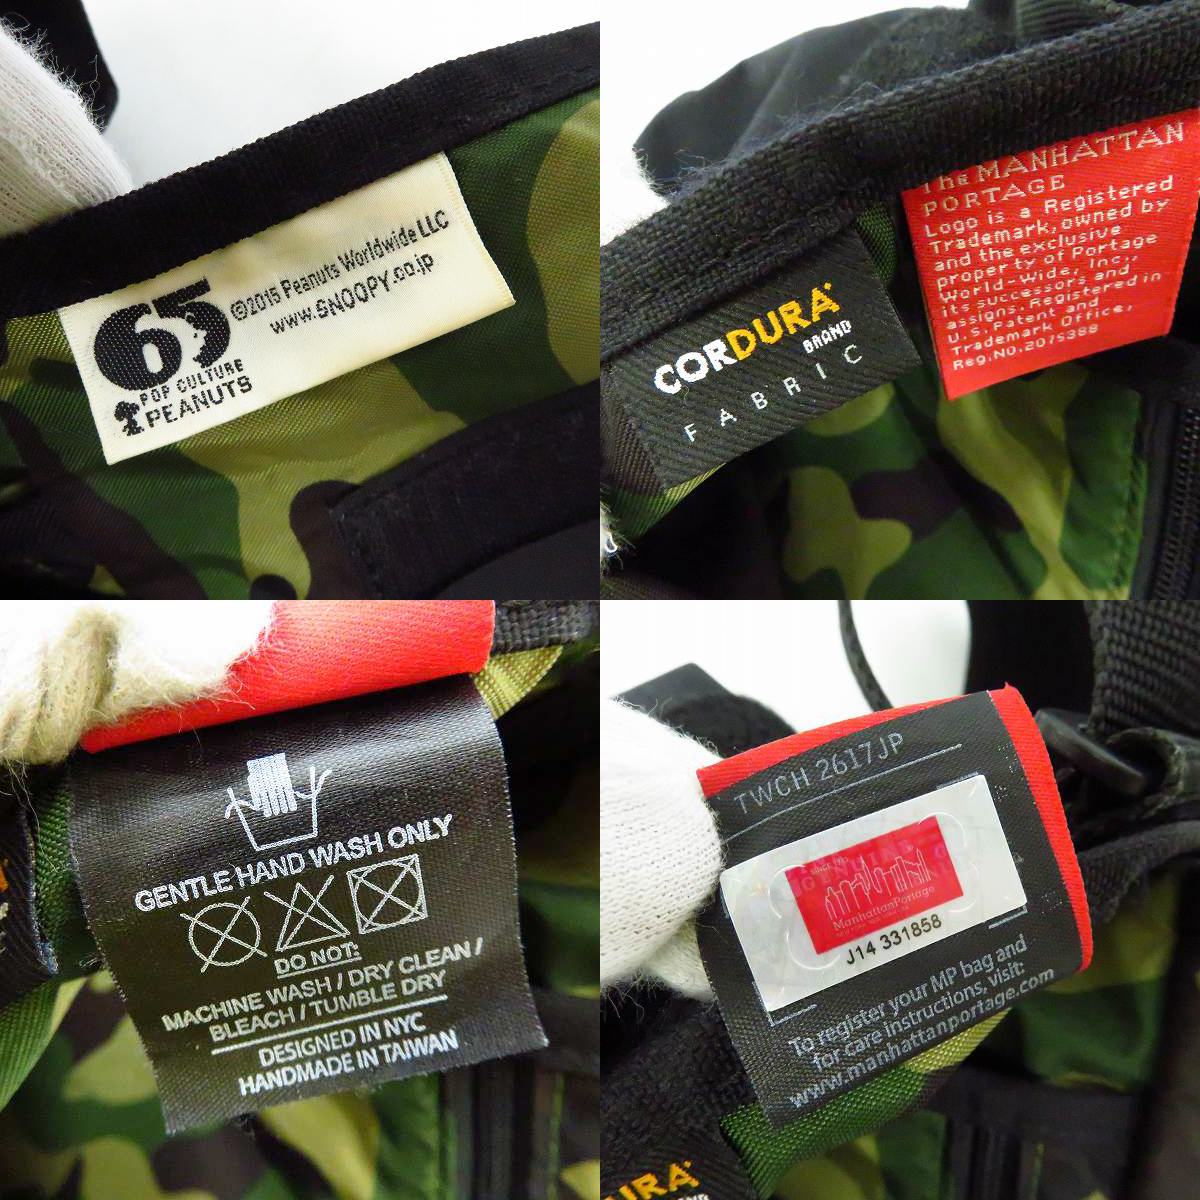 65
©2015 Peanuts Worldwide LLC
www.SNOOPY.co.jp
POP CULTURE
PEANUTS
CORDURA
BRAND
FABRIC
The MANHATTAN
PORTAGE
Logo is a Registered
Trademark, owned by
and the exclusive
property of Portage
World-Wide, Inc.,
its successors and
assigns. Registered in
U.S. Patent and
Trademark Office,
Reg.NO.2075388
GENTLE HAND WASH ONLY
DO NOT:
MACHINE WASH / DRY CLEAN /
BLEACH / TUMBLE DRY
DESIGNED IN NYC
HANDMADE IN TAIWAN
TWCH 2617JP
ManhattanPortage
J14 331858
To register your MP bag and
for care instructions, visit:
www.manhattanportage.com
URA